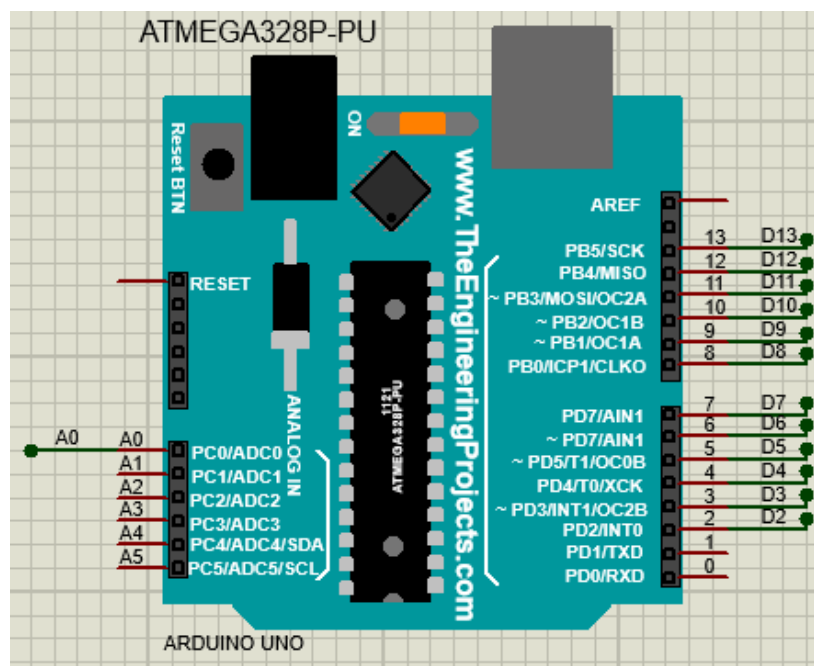 ATMEGA328P-PU
Reset BTN
ON
www.TheEngineeringProjects.com
RESET
ANALOG IN
1121
ATMEGA328P-PU
A0 A0 PC0/ADC0
A1 PC1/ADC1
A2 PC2/ADC2
A3 PC3/ADC3
A4 PC4/ADC4/SDA
A5 PC5/ADC5/SCL
AREF
PB5/SCK 13 D13
PB4/MISO 12 D12
~ PB3/MOSI/OC2A 11 D11
~ PB2/OC1B 10 D10
~ PB1/OC1A 9 D9
PB0/ICP1/CLKO 8 D8
PD7/AIN1 7 D7
~ PD7/AIN1 6 D6
~ PD5/T1/OC0B 5 D5
PD4/T0/XCK 4 D4
~ PD3/INT1/OC2B 3 D3
PD2/INT0 2 D2
PD1/TXD 1
PD0/RXD 0
ARDUINO UNO